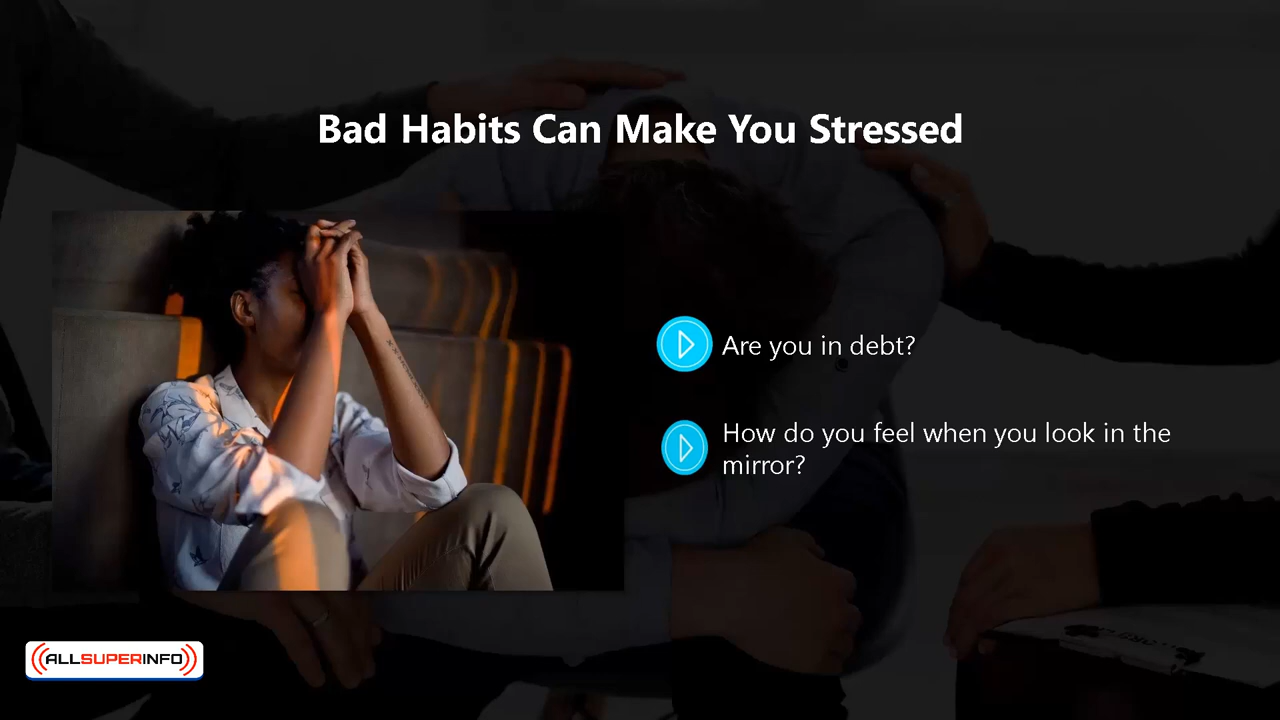 Bad Habits Can Make You Stressed
Are you in debt?
How do you feel when you look in the
mirror?
ALLSUPERINFO